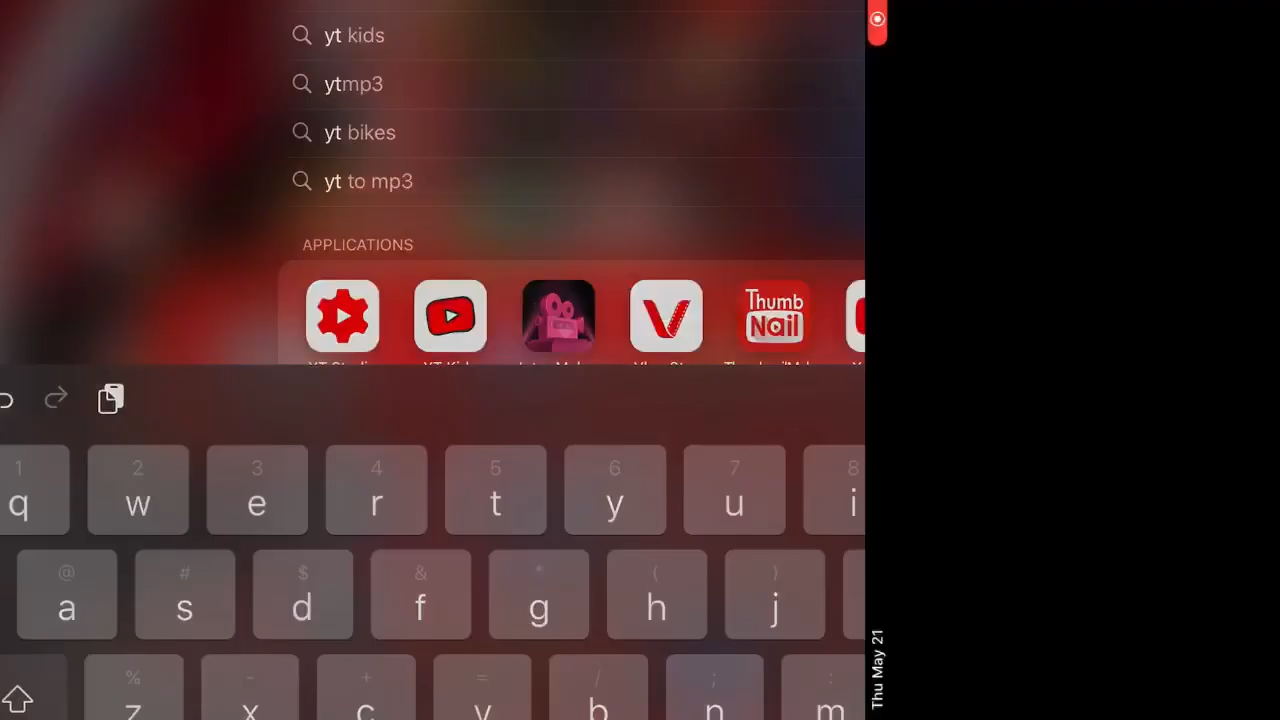 yt kids
ytmp3
yt bikes
yt to mp3
APPLICATIONS
Thumb
Nail
1 2 3 4 5 6 7 8
q w e r t y u i
@ # $ & * ( )
a s d f g h j
% - + = / ; :
z x c v b n m
Thu May 21